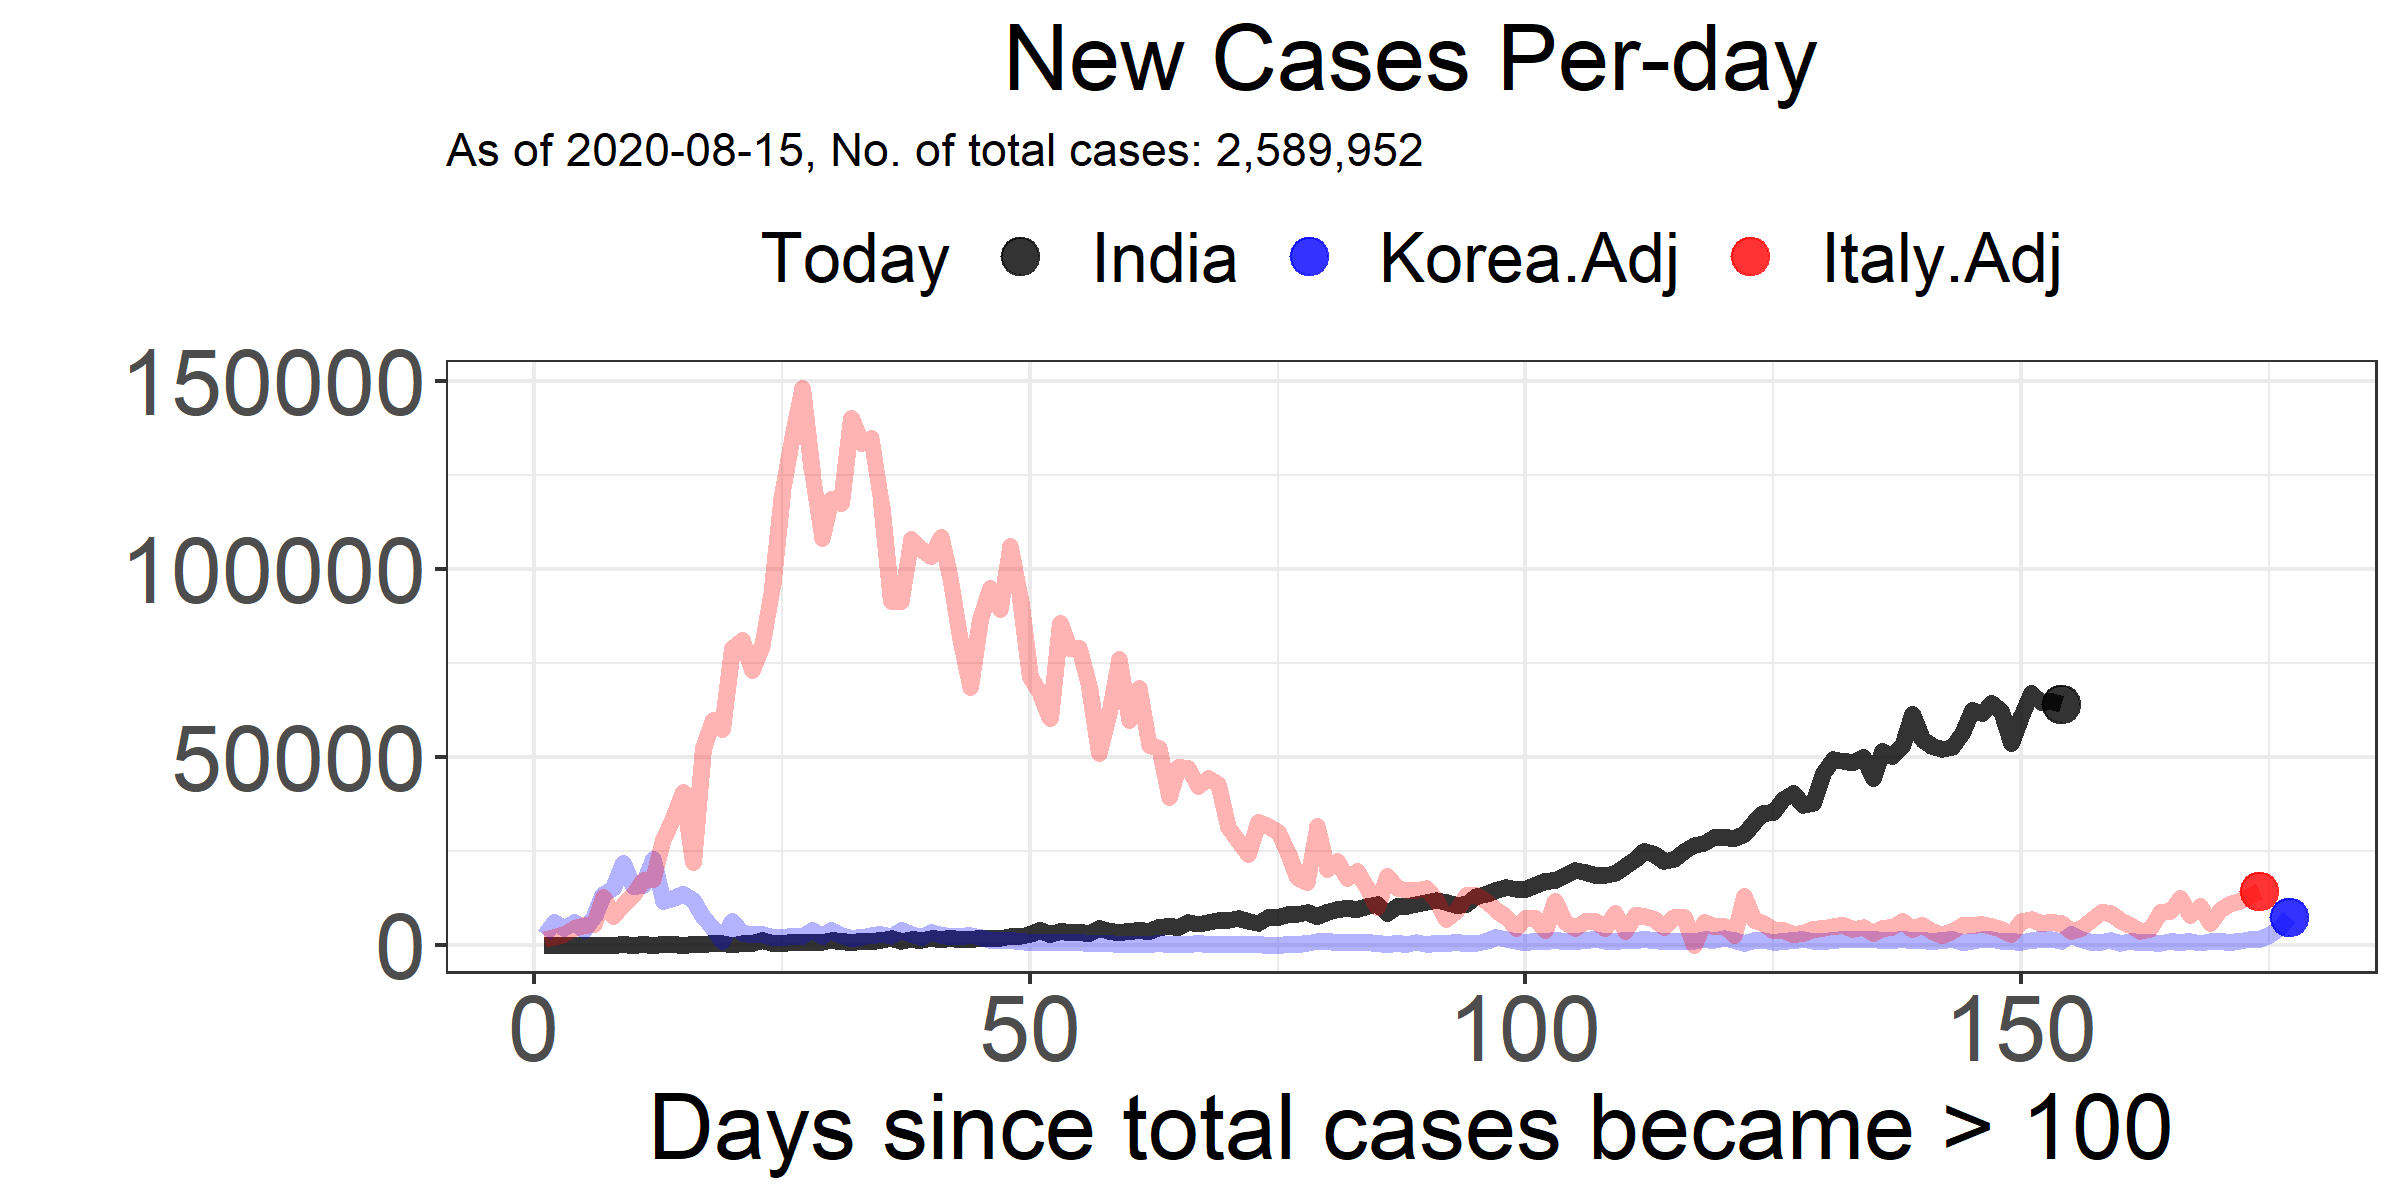 New Cases Per-day
As of 2020-08-15, No. of total cases: 2,589,952
Today India Korea.Adj Italy.Adj
150000
100000
50000
0
0 50 100 150
Days since total cases became > 100